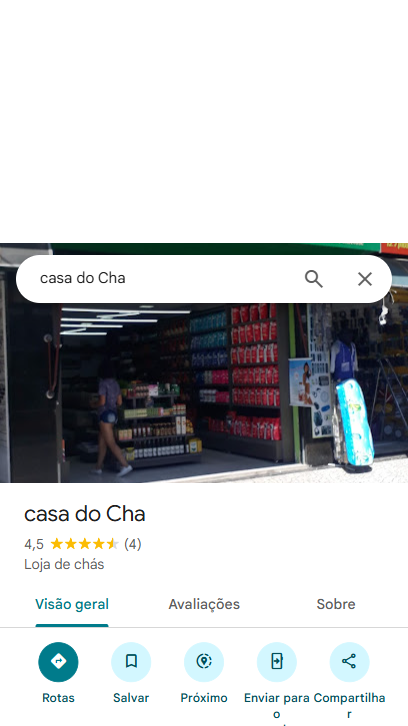 casa do Cha
casa do Cha
4,5 (4)
Loja de chás
Visão geral Avaliações Sobre
Rotas Salvar Próximo Enviar para Compartilha
o r